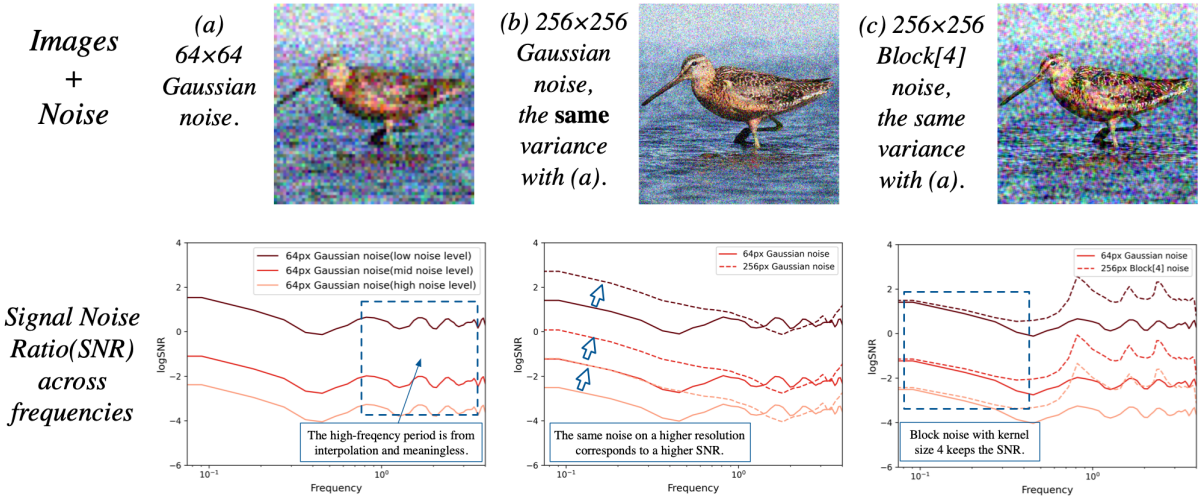 Images
+
Noise
(a)
64×64
Gaussian
noise.
(b) 256×256
Gaussian
noise,
the same
variance
with (a).
(c) 256×256
Block[4]
noise,
the same
variance
with (a).
Signal Noise
Ratio(SNR)
across
frequencies
4
2
0
−2
−4
−6
logSNR
64px Gaussian noise(low noise level)
64px Gaussian noise(mid noise level)
64px Gaussian noise(high noise level)
The high-freqency period is from
interpolation and meaningless.
10⁻¹
10⁰
Frequency
4
2
0
−2
−4
−6
logSNR
64px Gaussian noise
256px Gaussian noise
The same noise on a higher resolution
corresponds to a higher SNR.
10⁻¹
10⁰
Frequency
4
2
0
−2
−4
−6
logSNR
64px Gaussian noise
256px Block[4] noise
Block noise with kernel
size 4 keeps the SNR.
10⁻¹
10⁰
Frequency